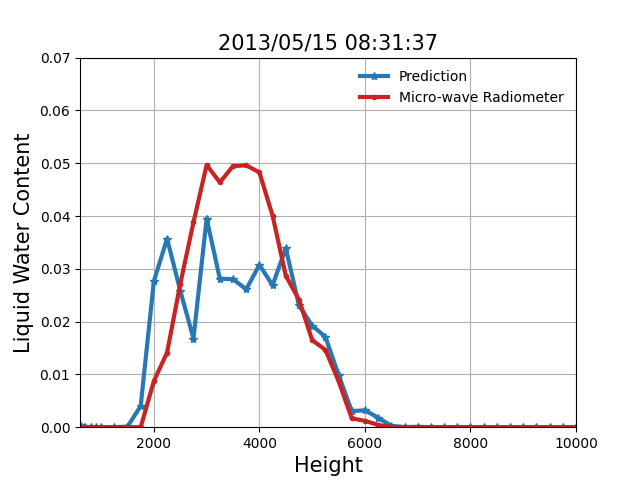 2013/05/15 08:31:37
0.07
0.06
0.05
0.04
0.03
0.02
0.01
0.00
Liquid Water Content
Prediction
Micro-wave Radiometer
2000 4000 6000 8000 10000
Height